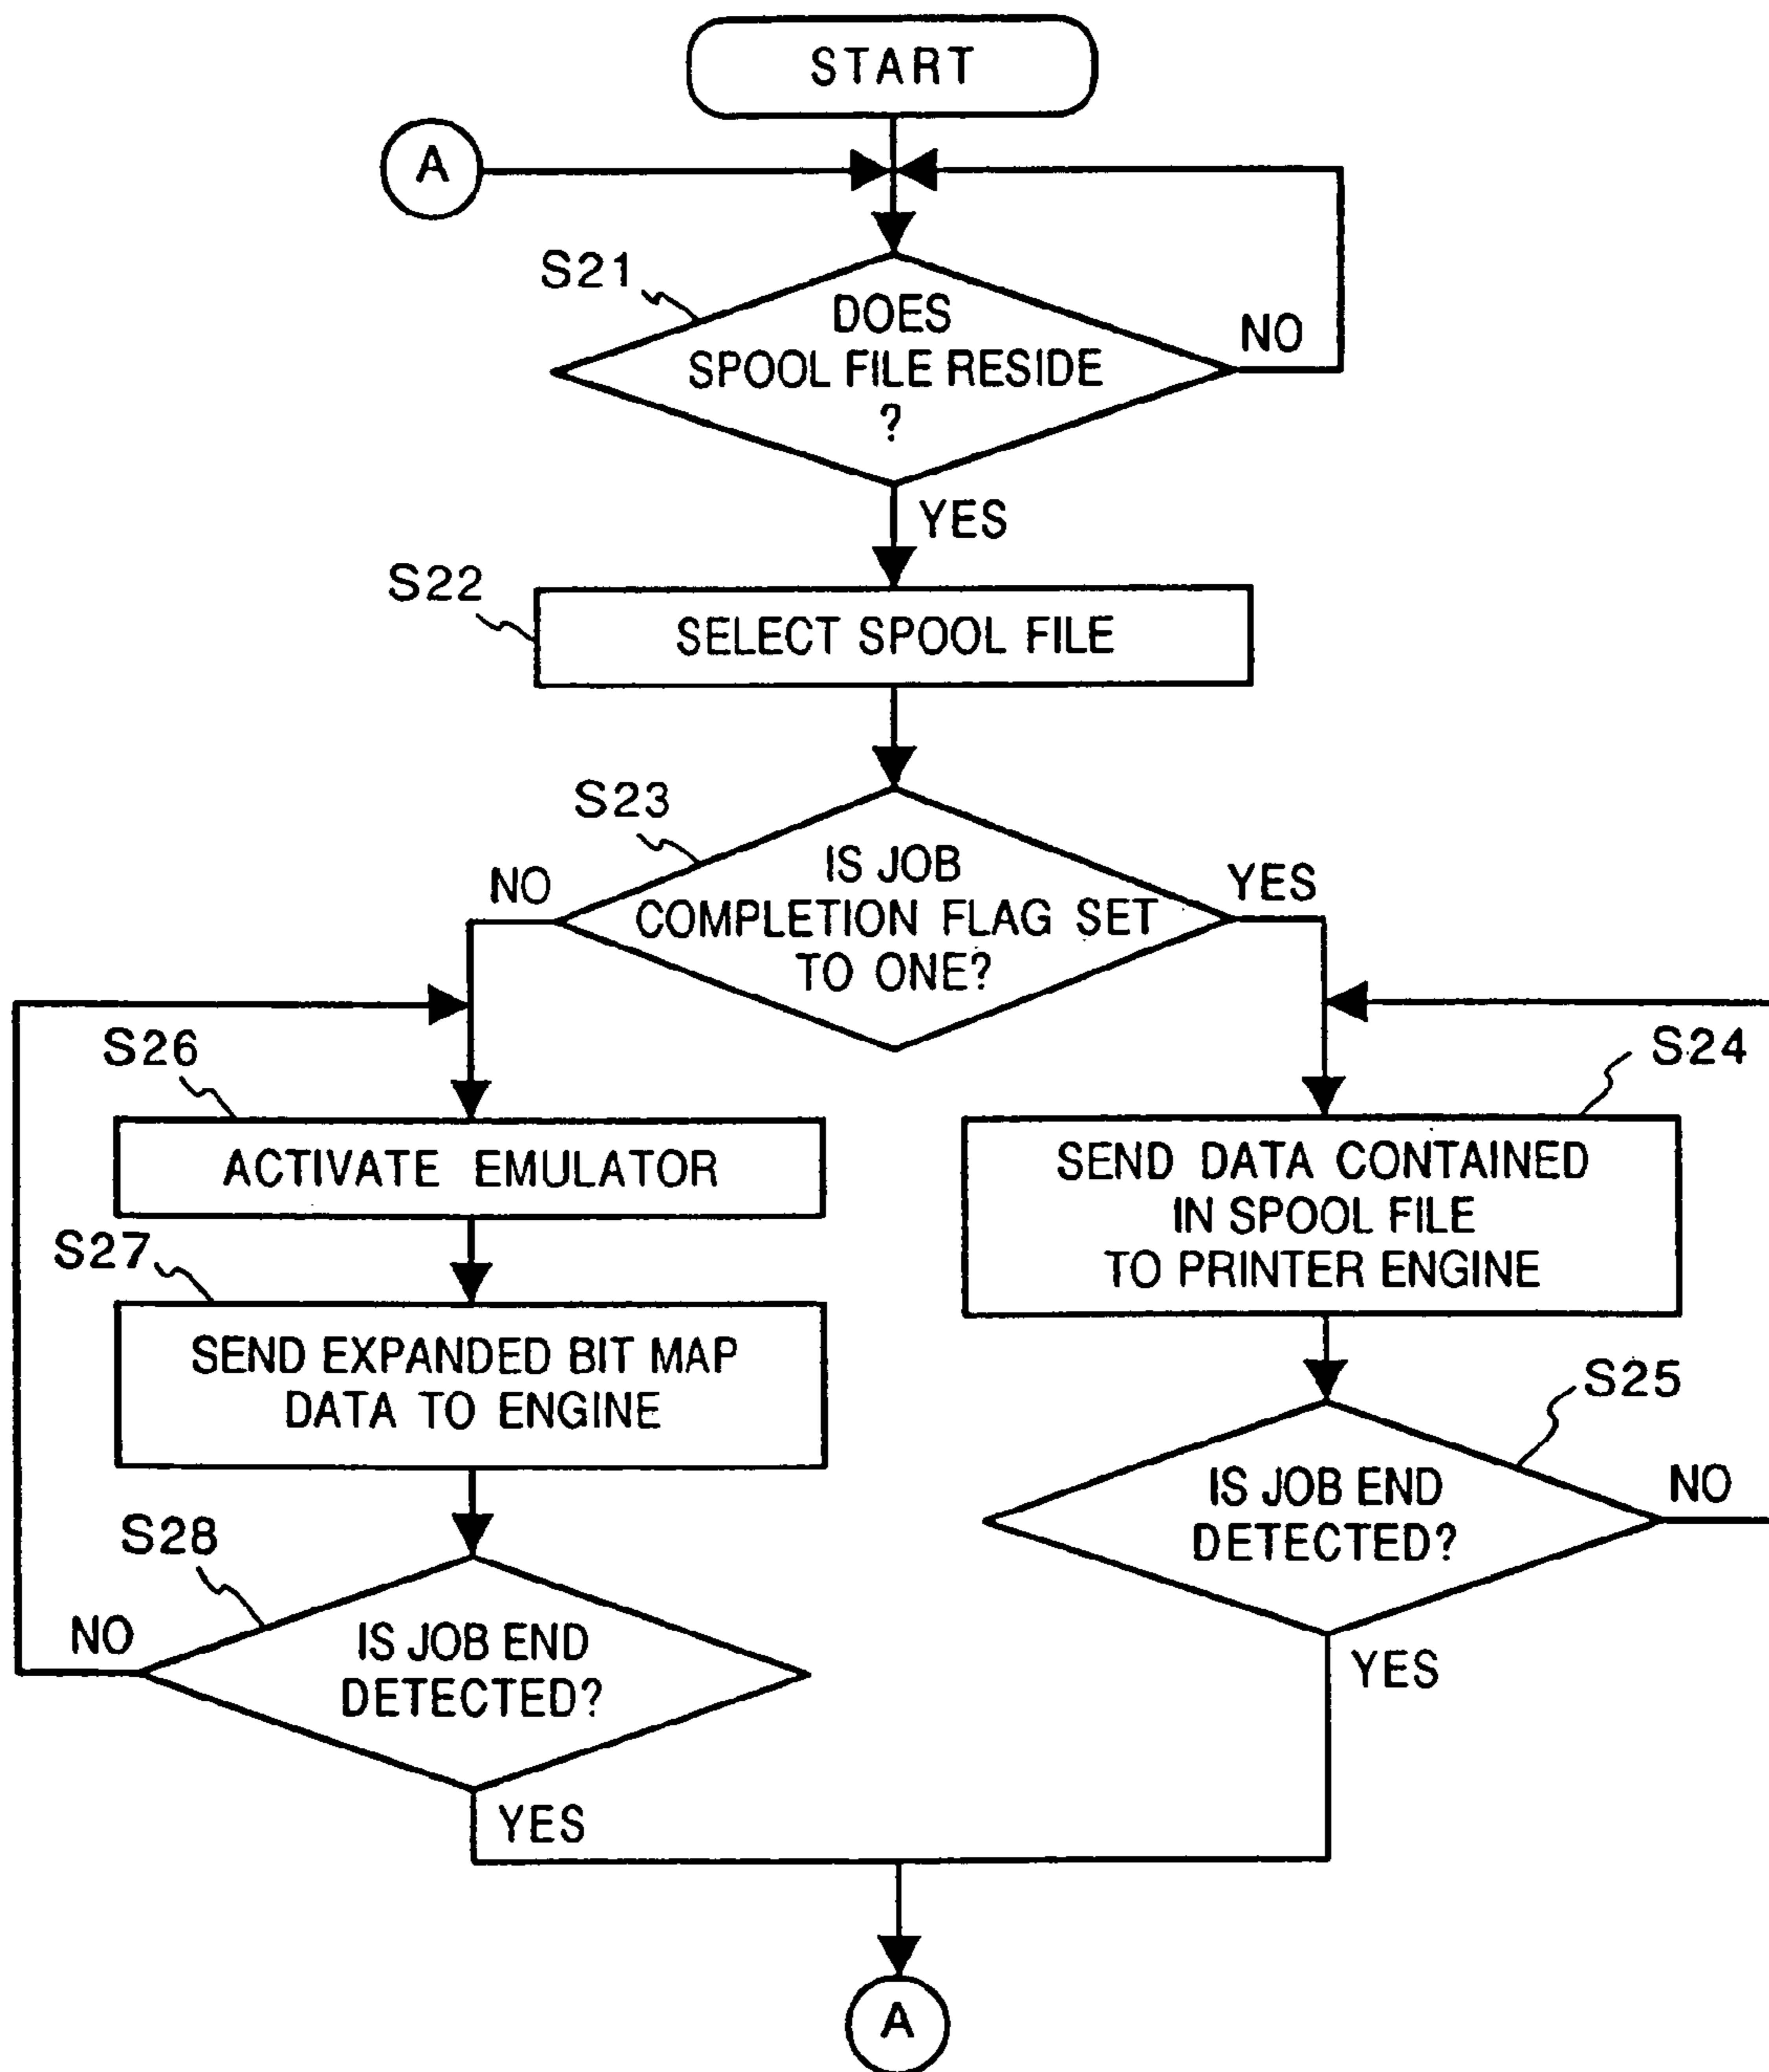 START
A
S21
DOES
SPOOL FILE RESIDE
?
NO
YES
S22
SELECT SPOOL FILE
S23
IS JOB
COMPLETION FLAG SET
TO ONE?
NO
YES
S26
ACTIVATE EMULATOR
S24
SEND DATA CONTAINED
IN SPOOL FILE
TO PRINTER ENGINE
S27
SEND EXPANDED BIT MAP
DATA TO ENGINE
S25
IS JOB END
DETECTED?
NO
YES
S28
IS JOB END
DETECTED?
NO
YES
A